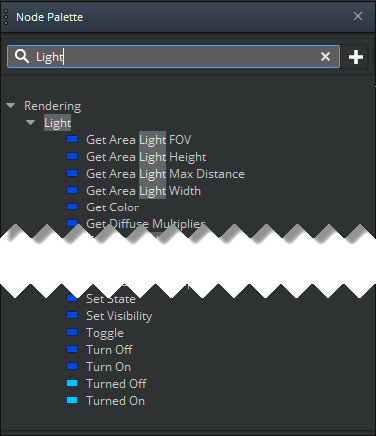 Node Palette
Light
Rendering
Light
Get Area Light FOV
Get Area Light Height
Get Area Light Max Distance
Get Area Light Width
Get Color
Get Diffuse Multiplier
Set State
Set Visibility
Toggle
Turn Off
Turn On
Turned Off
Turned On